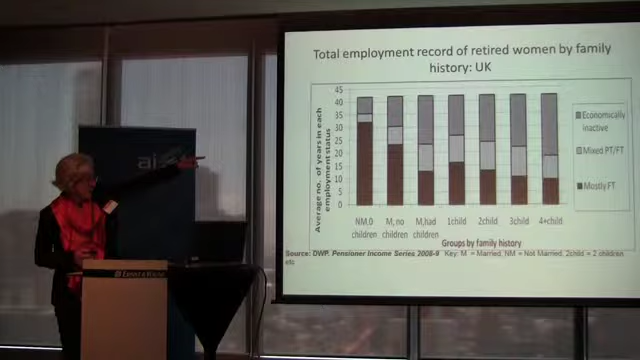 Total employment record of retired women by family
history: UK
Average no. of years in each
employment status
45
40
35
30
25
20
15
10
5
0
NM,0
children
M, no
children
M,had
children
1child
2child
3child
4+child
Groups by family history
Economically
inactive
Mixed PT/FT
Mostly FT
Source: DWP. Pensioner Income Series 2008-9 Key: M = Married, NM = Not Married, 2child = 2 children
etc
ERNST & YOUNG